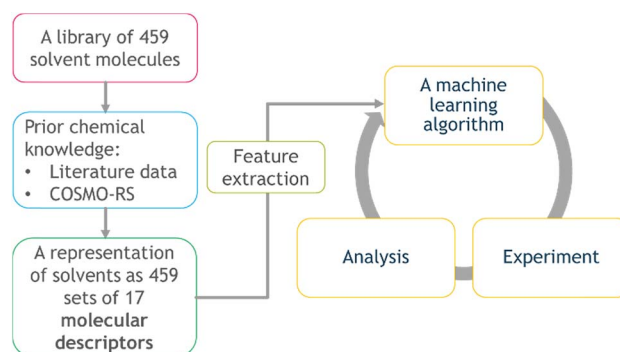 A library of 459
solvent molecules
Prior chemical
knowledge:
• Literature data
• COSMO-RS
A representation
of solvents as 459
sets of 17
molecular
descriptors
Feature
extraction
A machine
learning
algorithm
Analysis
Experiment